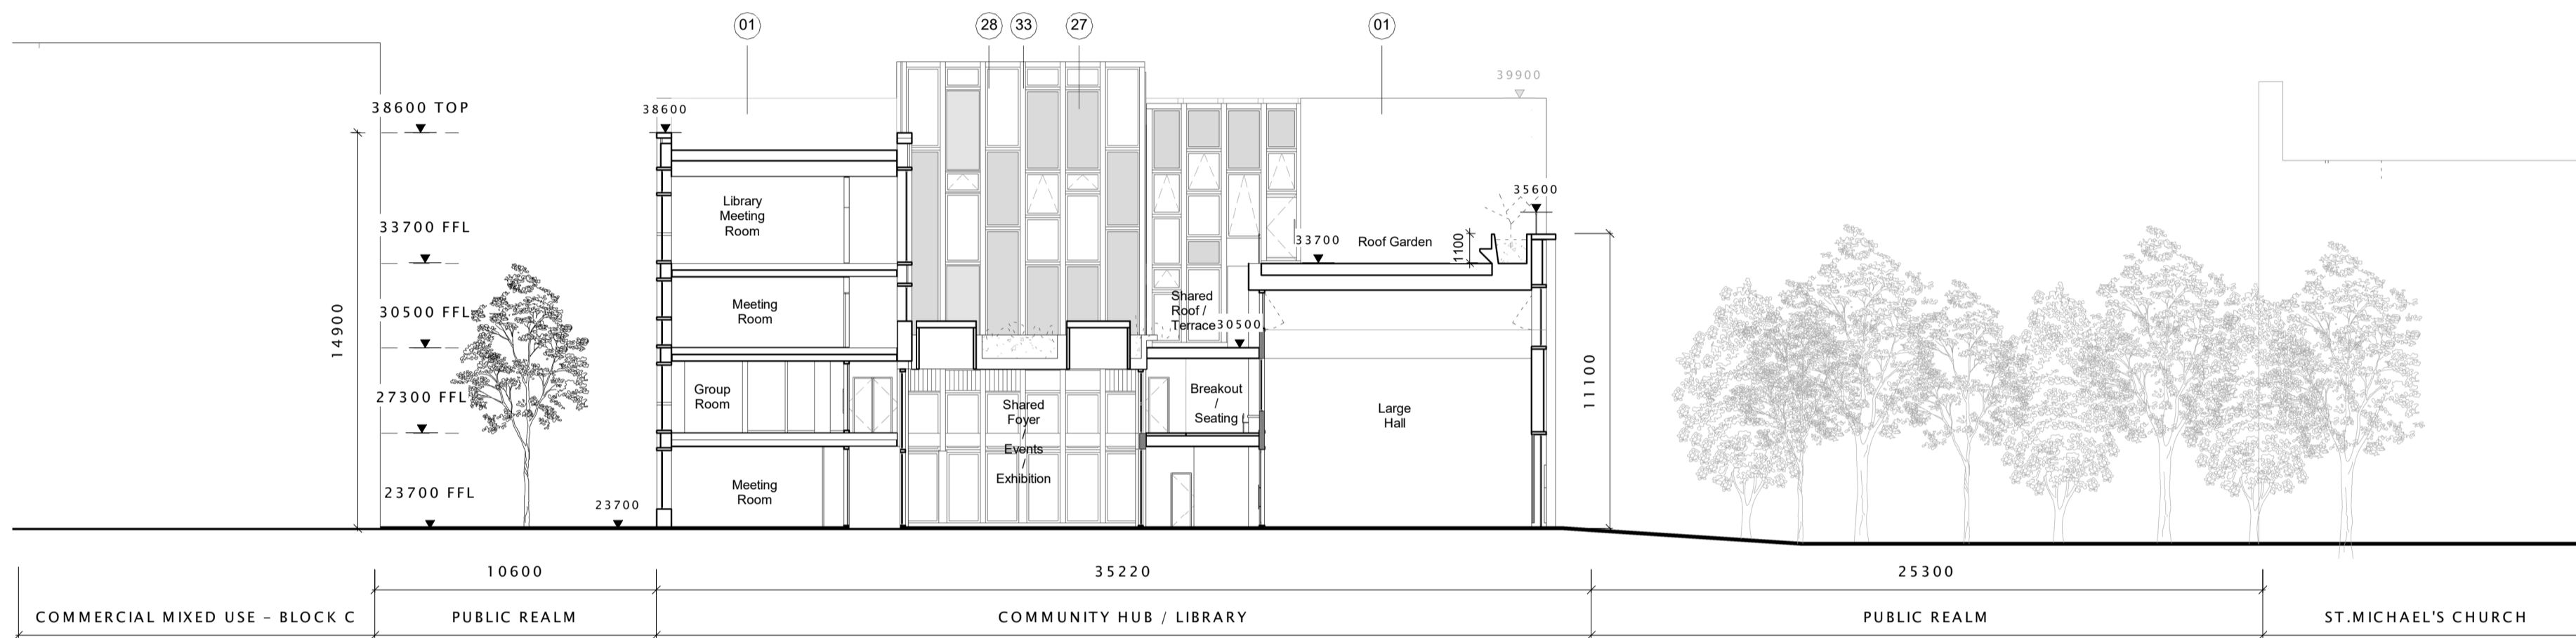 01
28
33
27
01
39900
38600 TOP
38600
35600
33700 FFL
Library
Meeting
Room
33700
Roof Garden
1100
30500 FFL
Meeting
Room
Shared
Roof /
Terrace
30500
14900
11100
27300 FFL
Group
Room
Shared
Foyer
/
Events
/
Exhibition
Breakout
/
Seating
Large
Hall
23700 FFL
23700
Meeting
Room
10600
35220
25300
COMMERCIAL MIXED USE – BLOCK C
PUBLIC REALM
COMMUNITY HUB / LIBRARY
PUBLIC REALM
ST.MICHAEL'S CHURCH